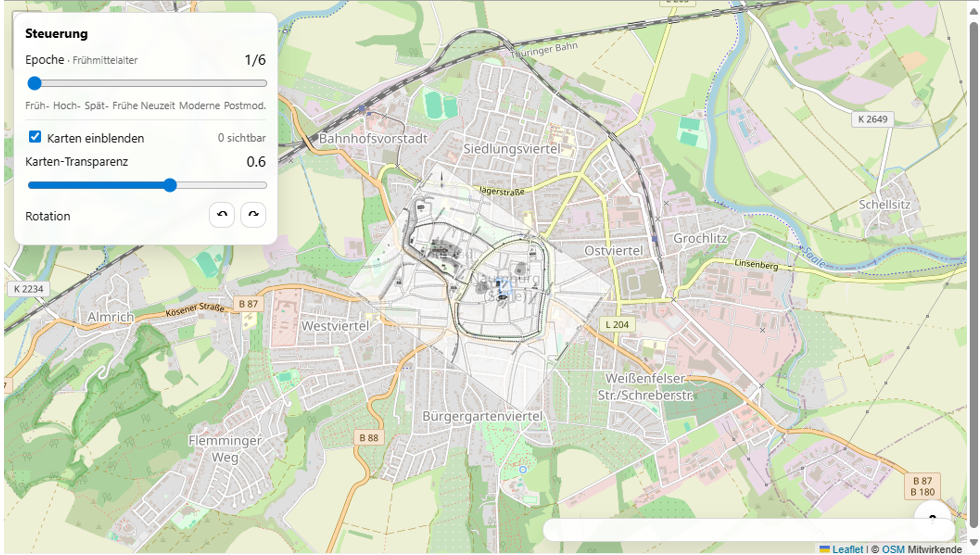 Steuerung
Epoche · Frühmittelalter 1/6
Früh- Hoch- Spät- Frühe Neuzeit Moderne Postmod.
Karten einblenden 0 sichtbar
Karten-Transparenz 0.6
Rotation
Thüringer Bahn
K 2649
Bahnhofsvorstadt
Siedlungsviertel
Jägerstraße
Schellsitz
Grochlitz
Ostviertel
Saale
Linsenberg
K 2234
B 87
Kösener Straße
Almrich
Westviertel
L 204
Weißenfelser
Str./Schreberstr.
Bürgergartenviertel
Flemminger
Weg
B 88
B 87
B 180
?
Leaflet | © OSM Mitwirkende